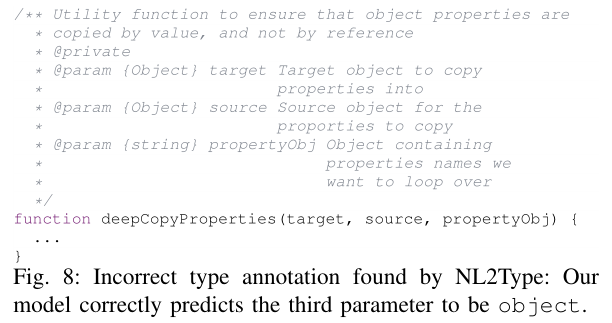 /** Utility function to ensure that object properties are
* copied by value, and not by reference
* @private
* @param {Object} target Target object to copy
* properties into
* @param {Object} source Source object for the
* proporties to copy
* @param {string} propertyObj Object containing
* properties names we
* want to loop over
*/
function deepCopyProperties(target, source, propertyObj) {
...
}
Fig. 8: Incorrect type annotation found by NL2Type: Our
model correctly predicts the third parameter to be object.